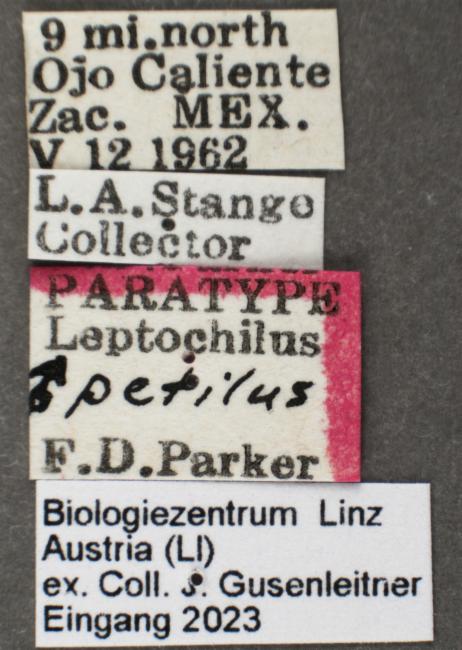 9 mi.north
Ojo Caliente
Zac. MEX.
V 12 1962
L.A.Stange
Collector
PARATYPE
Leptochilus
♂ petilus
F.D.Parker
Biologiezentrum Linz
Austria (LI)
ex. Coll. J. Gusenleitner
Eingang 2023